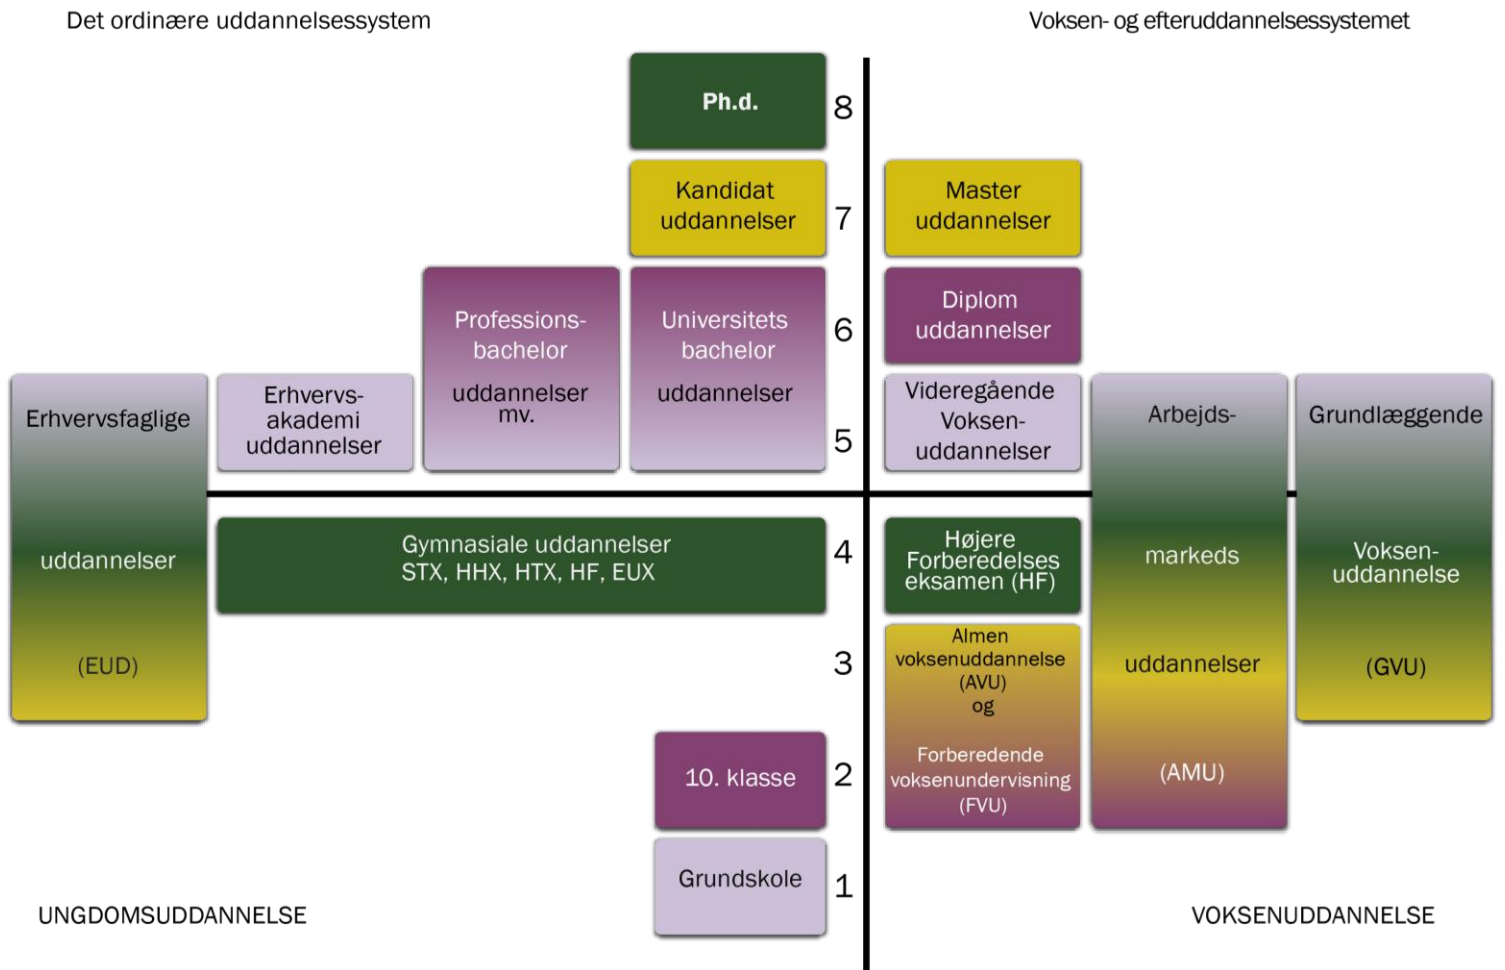 Det ordinære uddannelsessystem
Voksen- og efteruddannelsessystemet
Ph.d.
8
Kandidat
uddannelser
7
Master
uddannelser
Professions-
bachelor
uddannelser
mv.
Universitets
bachelor
uddannelser
6
Diplom
uddannelser
Erhvervsfaglige
uddannelser
(EUD)
Erhvervs-
akademi
uddannelser
5
Videregående
Voksen-
uddannelser
Arbejds-
markeds
uddannelser
(AMU)
Grundlæggende
Voksen-
uddannelse
(GVU)
Gymnasiale uddannelser
STX, HHX, HTX, HF, EUX
4
Højere
Forberedelses
eksamen (HF)
3
Almen
voksenuddannelse
(AVU)
og
Forberedende
voksenundervisning
(FVU)
10. klasse
2
Grundskole
1
UNGDOMSUDDANNELSE
VOKSENUDDANNELSE